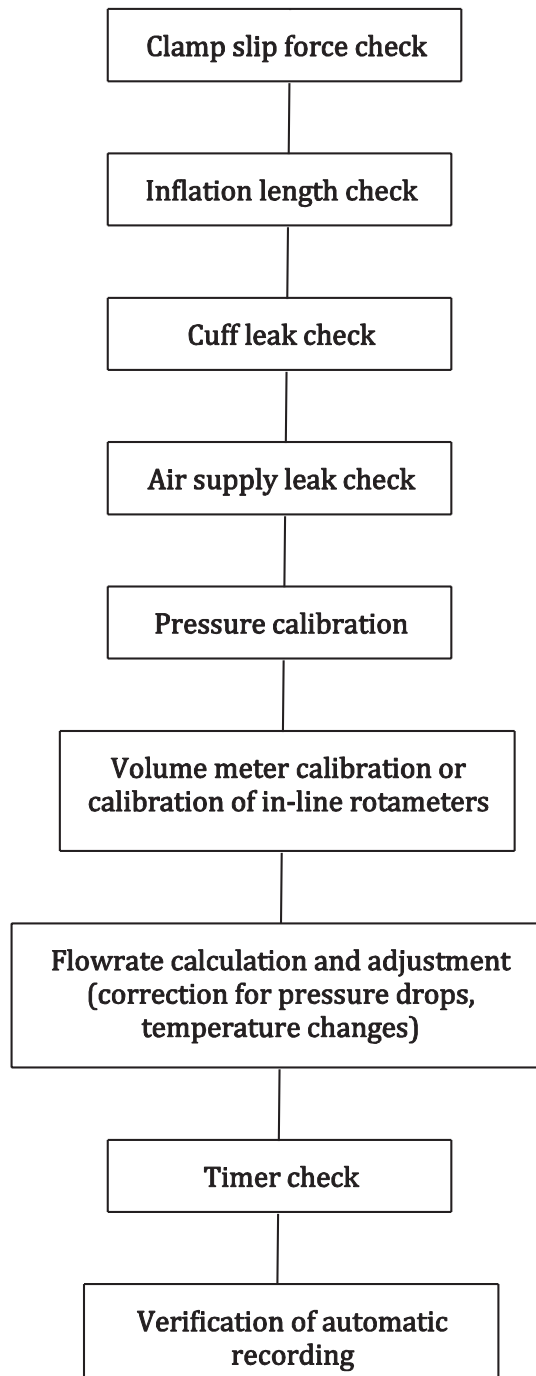 Clamp slip force check
Inflation length check
Cuff leak check
Air supply leak check
Pressure calibration
Volume meter calibration or
calibration of in-line rotameters
Flowrate calculation and adjustment
(correction for pressure drops,
temperature changes)
Timer check
Verification of automatic
recording